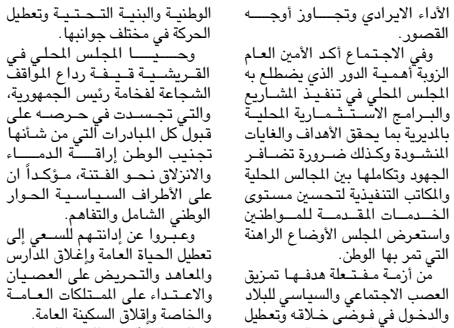 الأداء الايرادي وتجاوز أوجه
القصور.
وفي الاجتماع أكد الأمين العام
الزوبة أهمية الدور الذي يضطلع به
المجلس المحلي في تنفيذ المشاريع
والبرامج الاستثمارية المحلية
بالمديرية بما يحقق الأهداف والغايات
المنشودة وكذلك ضرورة تضافر
الجهود وتكاملها بين المجالس المحلية
والمكاتب التنفيذية لتحسين مستوى
الخدمات المقدمة للمواطنين
واستعرض المجلس الأوضاع الراهنة
التي تمر بها الوطن.
من أزمة مفتعلة هدفها تمزيق
العصب الاجتماعي والسياسي للبلاد
والدخول في فوضى خلاقه وتعطيل
الوطنية والبنية التحتية وتعطيل
الحركة في مختلف جوانبها.
وحيا المجلس المحلي في
القريشية قيفة رداع المواقف
الشجاعة لفخامة رئيس الجمهورية،
والتي تجسدت في حرصه على
قبول كل المبادرات التي من شأنها
تجنيب الوطن إراقة الدماء
والانزلاق نحو الفتنة، مؤكداً ان
على الأطراف السياسية الحوار
الوطني الشامل والتفاهم.
وعبروا عن إدانتهم للسعي إلى
تعطيل الحياة العامة وإغلاق المدارس
والمعاهد والتحريض على العصيان
والاعتداء على الممتلكات العامة
والخاصة وإقلاق السكينة العامة.